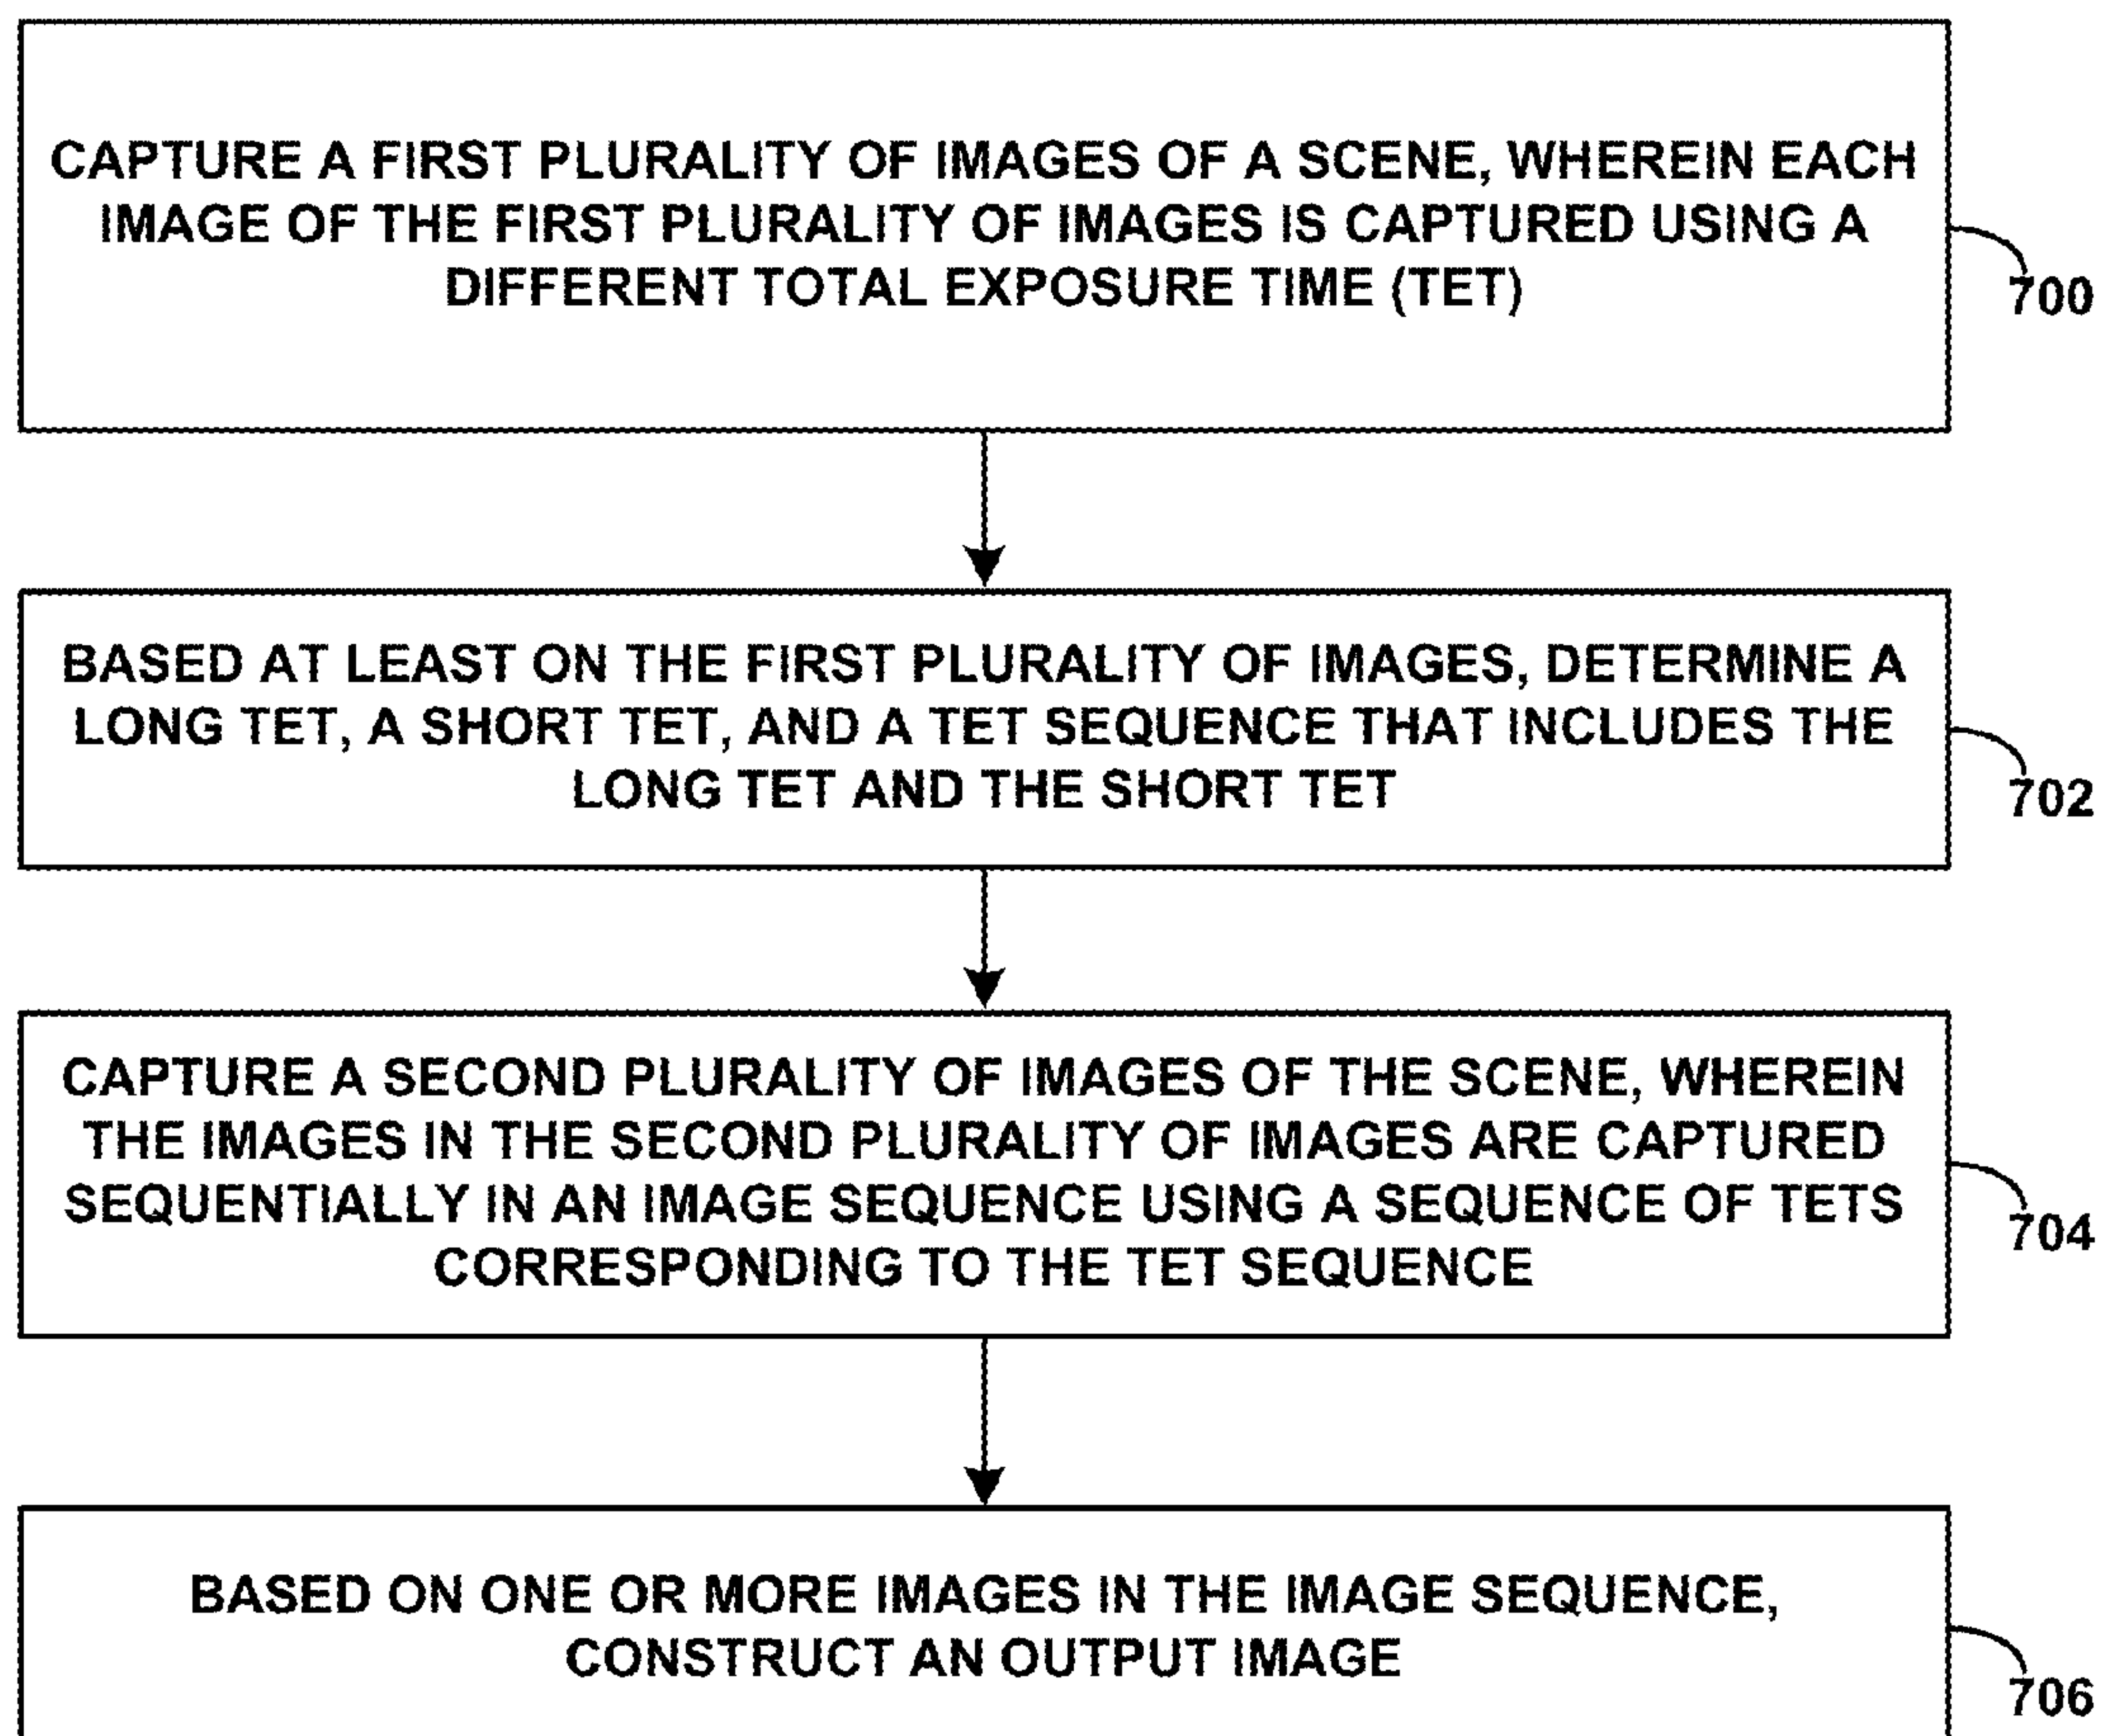 CAPTURE A FIRST PLURALITY OF IMAGES OF A SCENE, WHEREIN EACH
IMAGE OF THE FIRST PLURALITY OF IMAGES IS CAPTURED USING A
DIFFERENT TOTAL EXPOSURE TIME (TET)
700
BASED AT LEAST ON THE FIRST PLURALITY OF IMAGES, DETERMINE A
LONG TET, A SHORT TET, AND A TET SEQUENCE THAT INCLUDES THE
LONG TET AND THE SHORT TET
702
CAPTURE A SECOND PLURALITY OF IMAGES OF THE SCENE, WHEREIN
THE IMAGES IN THE SECOND PLURALITY OF IMAGES ARE CAPTURED
SEQUENTIALLY IN AN IMAGE SEQUENCE USING A SEQUENCE OF TETS
CORRESPONDING TO THE TET SEQUENCE
704
BASED ON ONE OR MORE IMAGES IN THE IMAGE SEQUENCE,
CONSTRUCT AN OUTPUT IMAGE
706